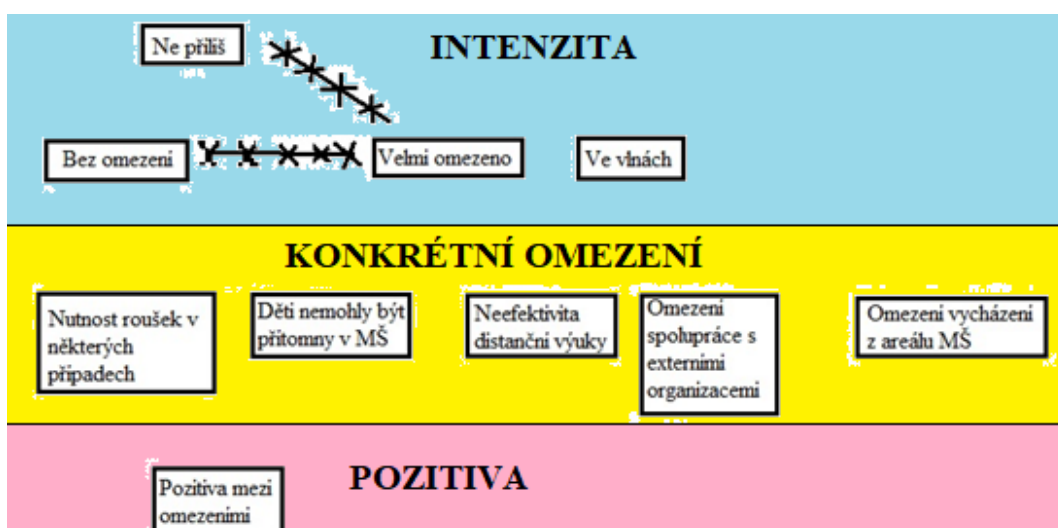 INTENZITA
Ne příliš
Bez omezení
Velmi omezeno
Ve vlnách
KONKRÉTNÍ OMEZENÍ
Nutnost roušek v
některých
případech
Děti nemohly být
přítomny v MŠ
Neefektivita
distanční výuky
Omezení
spolupráce s
externími
organizacemi
Omezení vycházení
z areálu MŠ
POZITIVA
Pozitiva mezi
omezeními